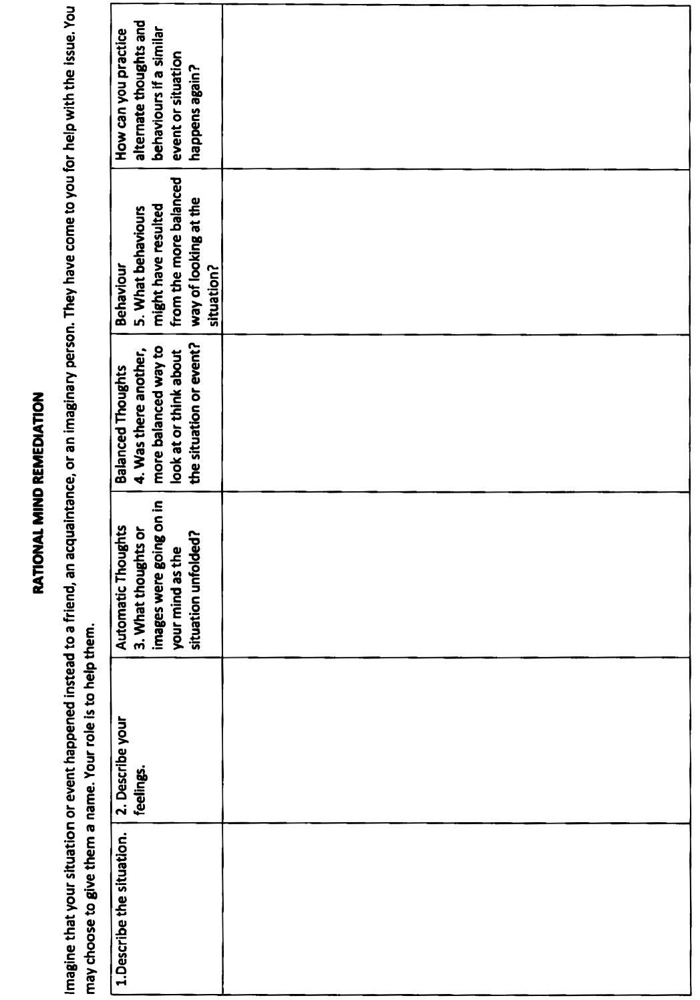 RATIONAL MIND REMEDIATION
Imagine that your situation or event happened instead to a friend, an acquaintance, or an imaginary person. They have come to you for help with the issue. You
may choose to give them a name. Your role is to help them.
1.Describe the situation.
2. Describe your
feelings.
Automatic Thoughts
3. What thoughts or
images were going on in
your mind as the
situation unfolded?
Balanced Thoughts
4. Was there another,
more balanced way to
look at or think about
the situation or event?
Behaviour
5. What behaviours
might have resulted
from the more balanced
way of looking at the
situation?
How can you practice
alternate thoughts and
behaviours if a similar
event or situation
happens again?